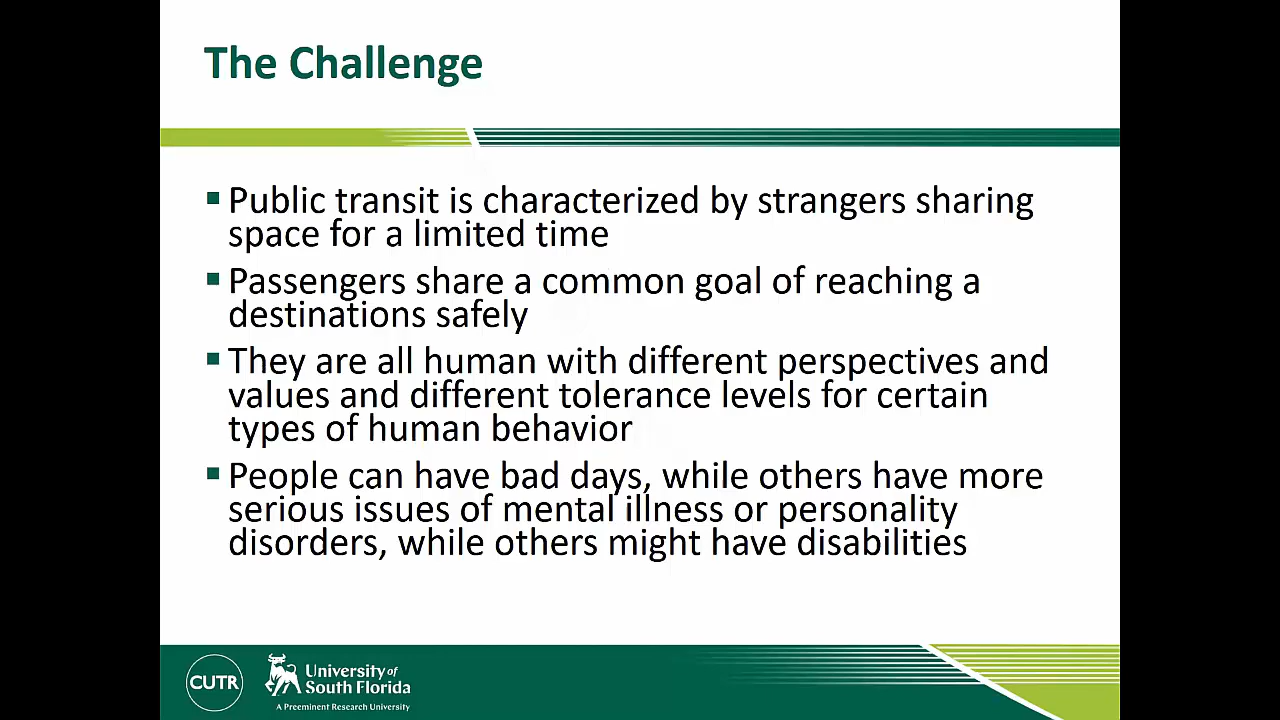 The Challenge
Public transit is characterized by strangers sharing
space for a limited time
Passengers share a common goal of reaching a
destinations safely
They are all human with different perspectives and
values and different tolerance levels for certain
types of human behavior
People can have bad days, while others have more
serious issues of mental illness or personality
disorders, while others might have disabilities
CUTR
University of
South Florida
A Preeminent Research University